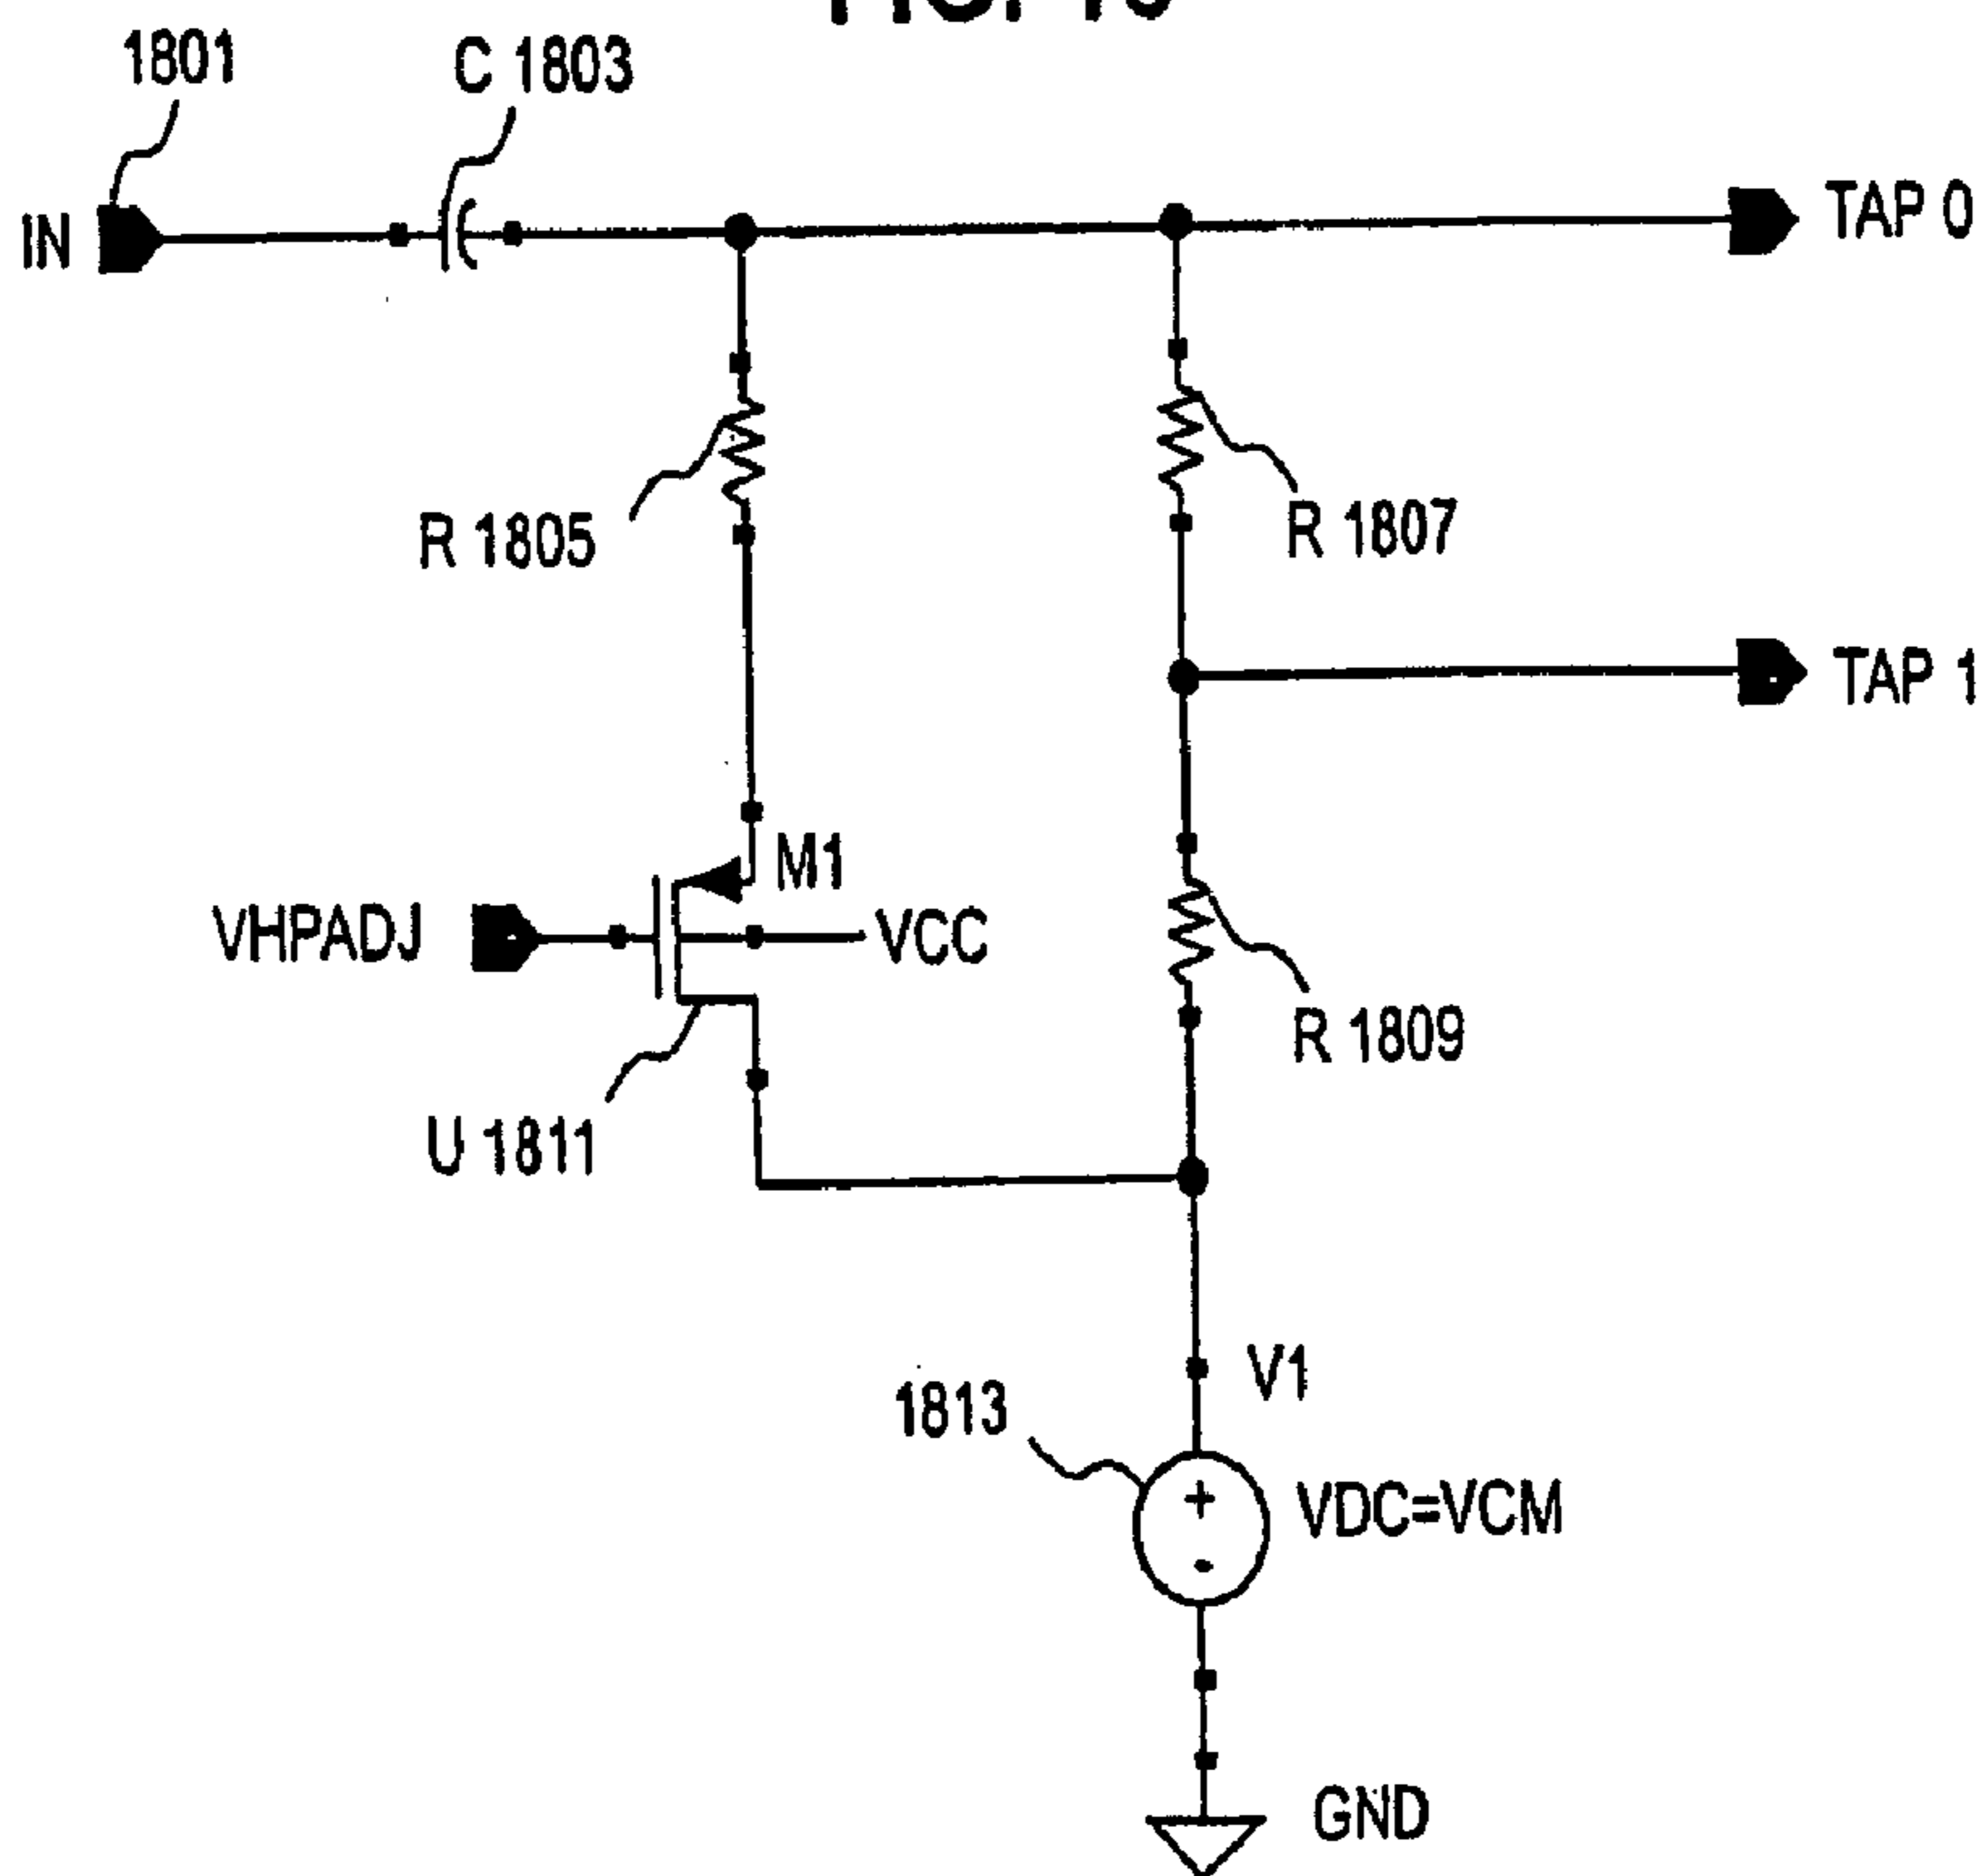 1801
C 1803
IN
TAP 0
R 1805
R 1807
TAP 1
M1
VHPADJ
VCC
R 1809
U 1811
V1
1813
+
-
VDC=VCM
GND